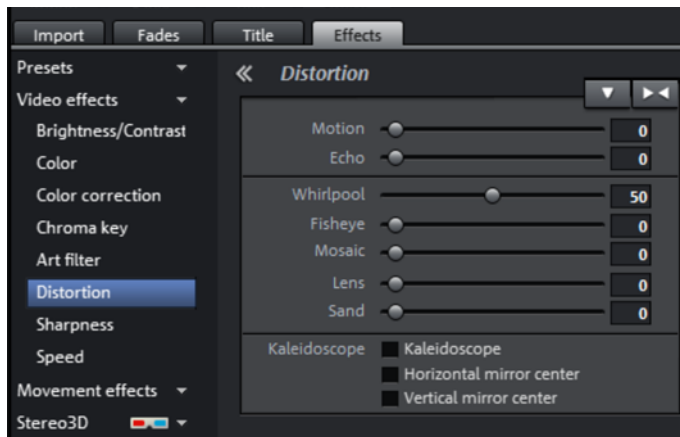 Import Fades Title Effects
Presets
Video effects
Brightness/Contrast
Color
Color correction
Chroma key
Art filter
Distortion
Sharpness
Speed
Movement effects
Stereo3D
Distortion
Motion 0
Echo 0
Whirlpool 50
Fisheye 0
Mosaic 0
Lens 0
Sand 0
Kaleidoscope Kaleidoscope
Horizontal mirror center
Vertical mirror center